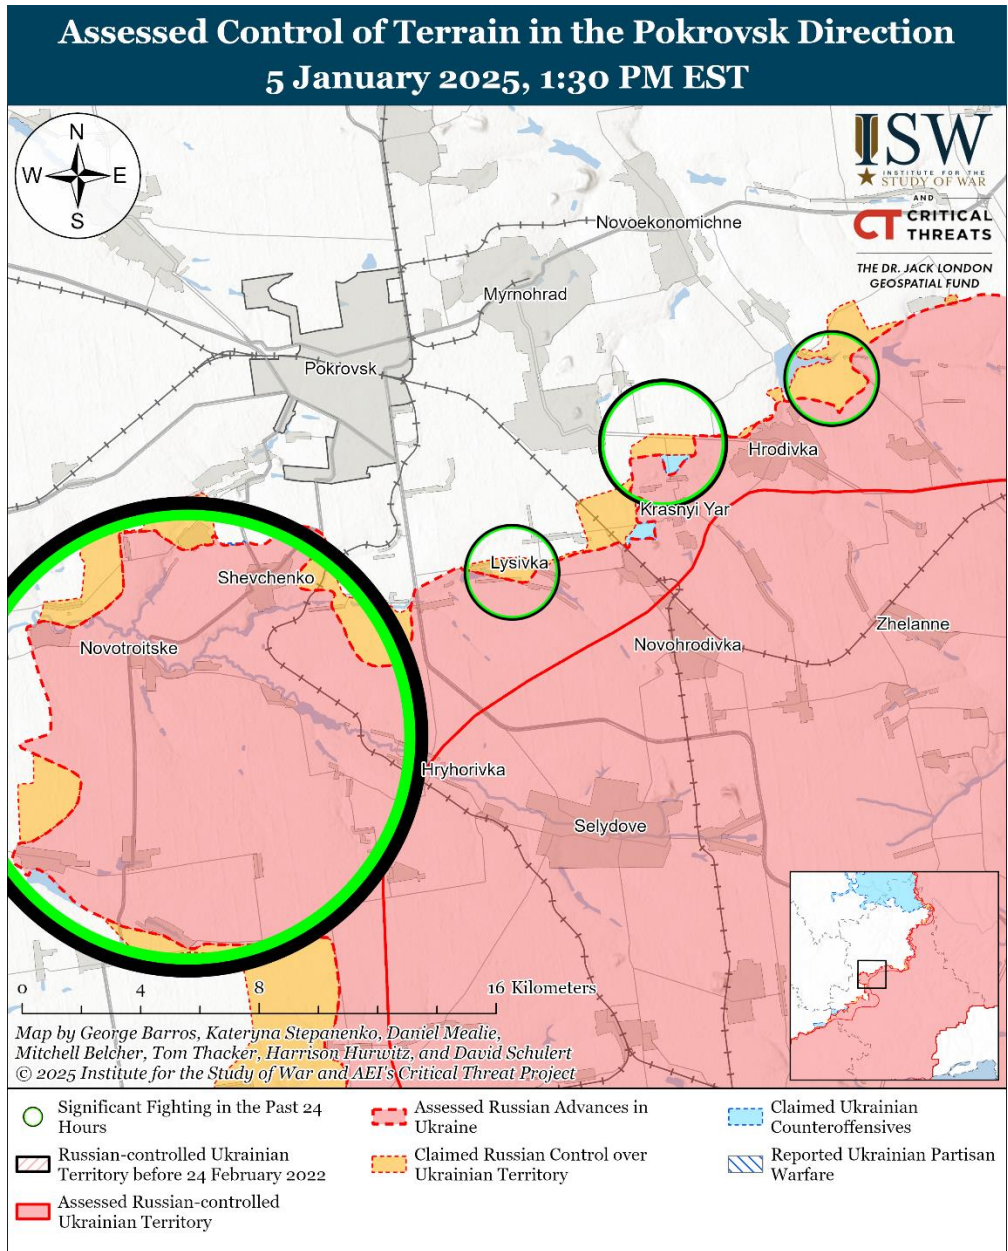 Assessed Control of Terrain in the Pokrovsk Direction
5 January 2025, 1:30 PM EST
N
W E
S
ISW
INSTITUTE FOR THE
STUDY OF WAR
AND
CT CRITICAL
THREATS
THE DR. JACK LONDON
GEOSPATIAL FUND
Novoekonomichne
Myrnohrad
Pokrovsk
Hrodivka
Krasnyi Yar
Lysivka
Shevchenko
Zhelanne
Novotroitske
Novohrodivka
Hryhorivka
Selydove
0 4 8 16 Kilometers
Map by George Barros, Kateryna Stepanenko, Daniel Mealie,
Mitchell Belcher, Tom Thacker, Harrison Hurwitz, and David Schulert
© 2025 Institute for the Study of War and AEI's Critical Threat Project
Significant Fighting in the Past 24
Hours
Russian-controlled Ukrainian
Territory before 24 February 2022
Assessed Russian-controlled
Ukrainian Territory
Assessed Russian Advances in
Ukraine
Claimed Russian Control over
Ukrainian Territory
Claimed Ukrainian
Counteroffensives
Reported Ukrainian Partisan
Warfare